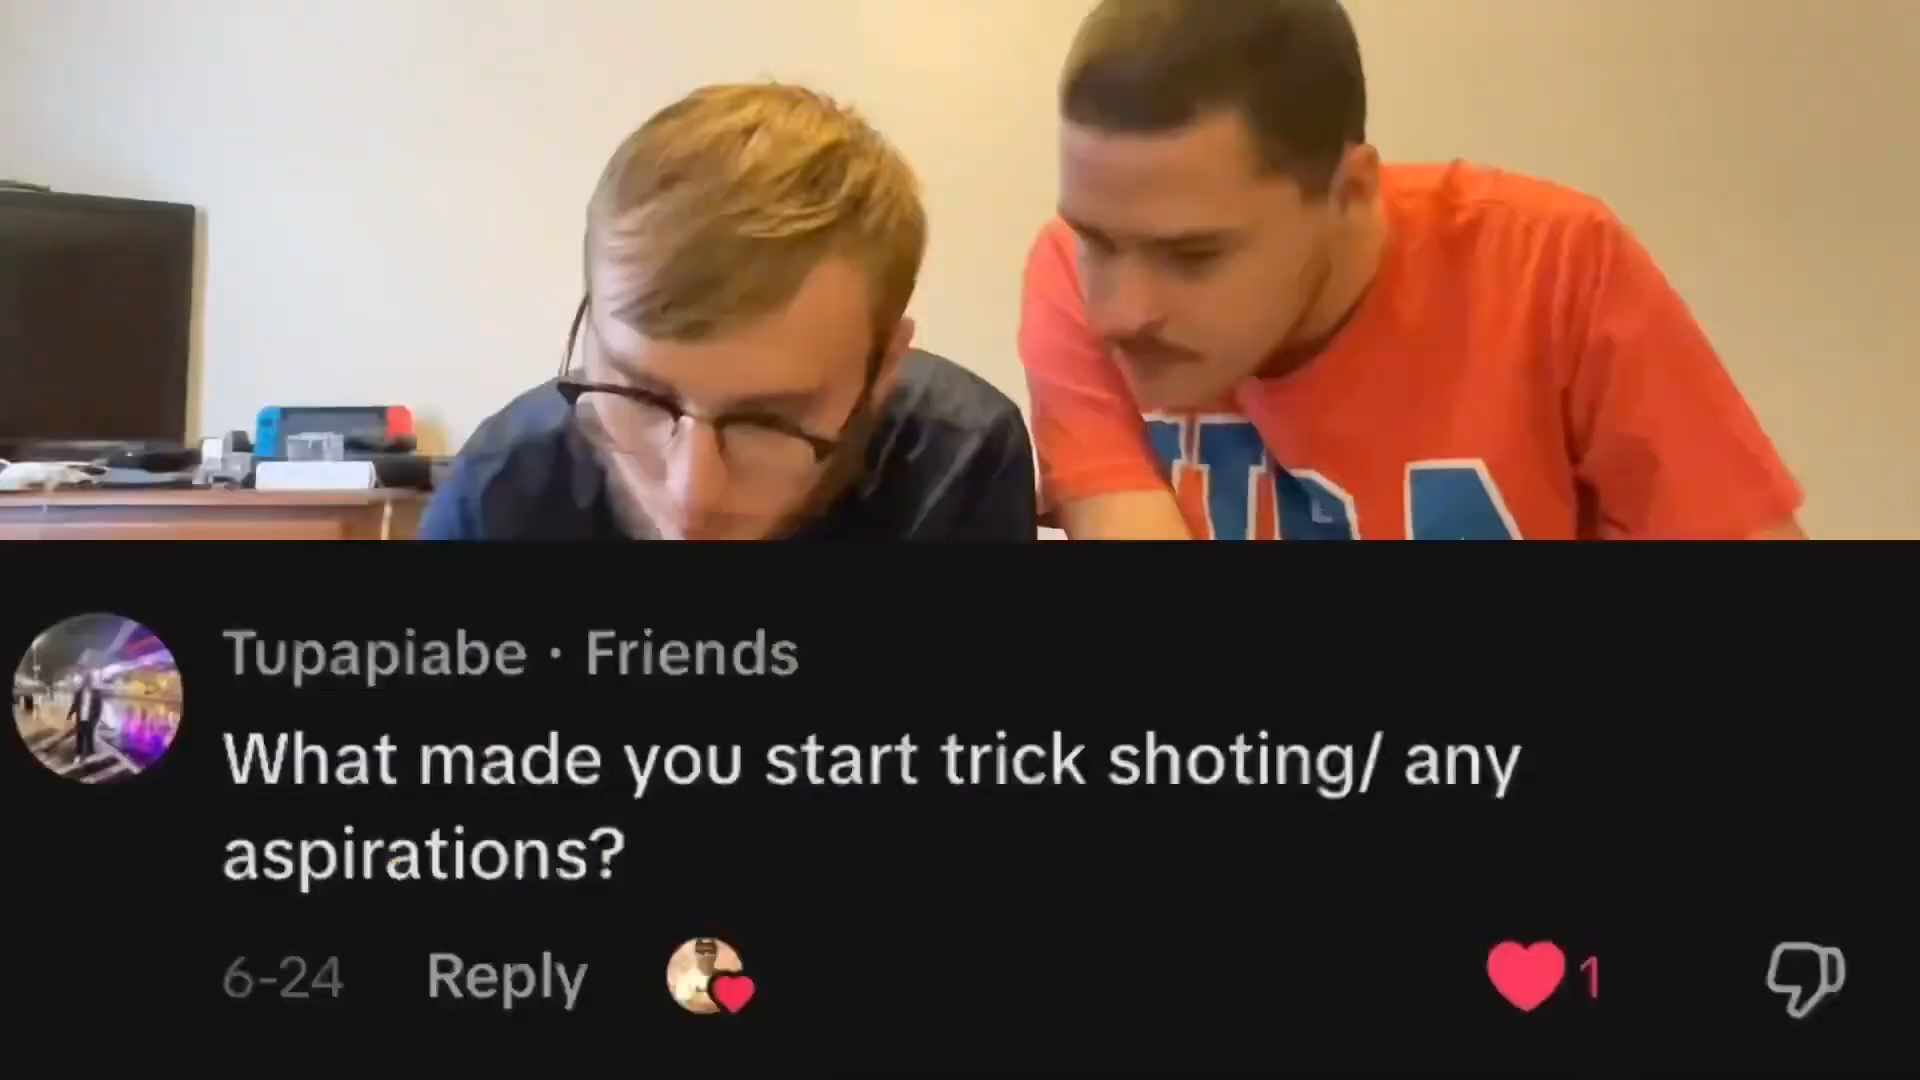 Tupapiabe · Friends
What made you start trick shoting/ any
aspirations?
6-24 Reply
1